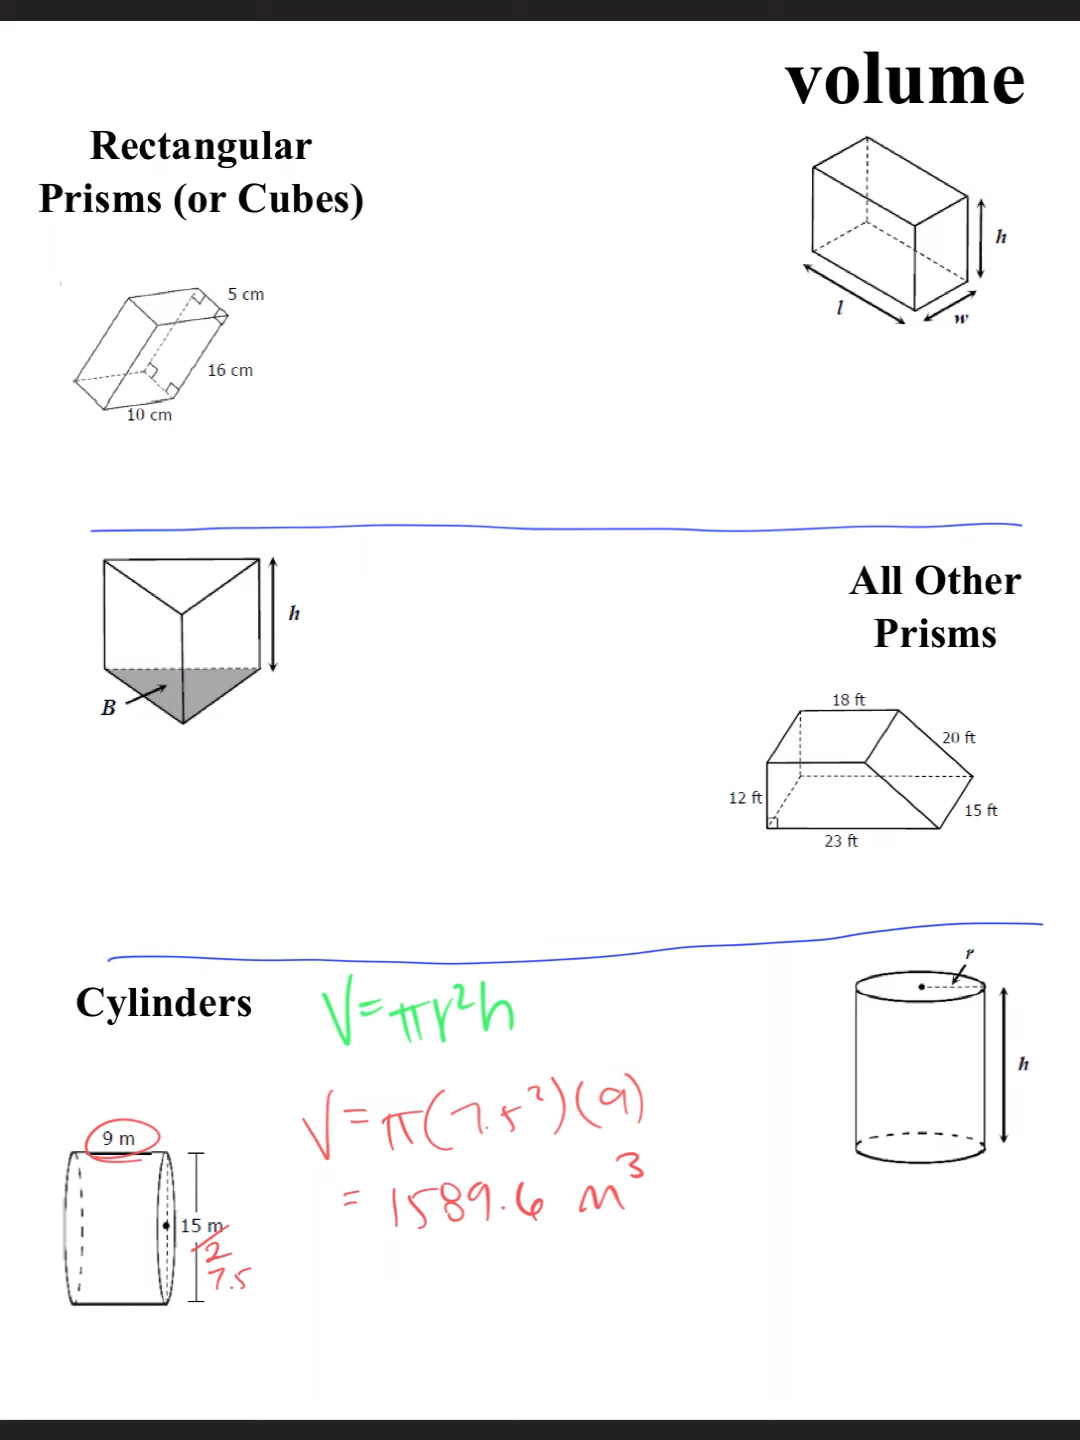 volume
Rectangular
Prisms (or Cubes)
h
l
w
5 cm
16 cm
10 cm
h
B
All Other
Prisms
18 ft
20 ft
12 ft
15 ft
23 ft
Cylinders
V=πr²h
r
h
V=π(7.5²)(9)
= 1589.6 m³
9 m
15 m
2
7.5